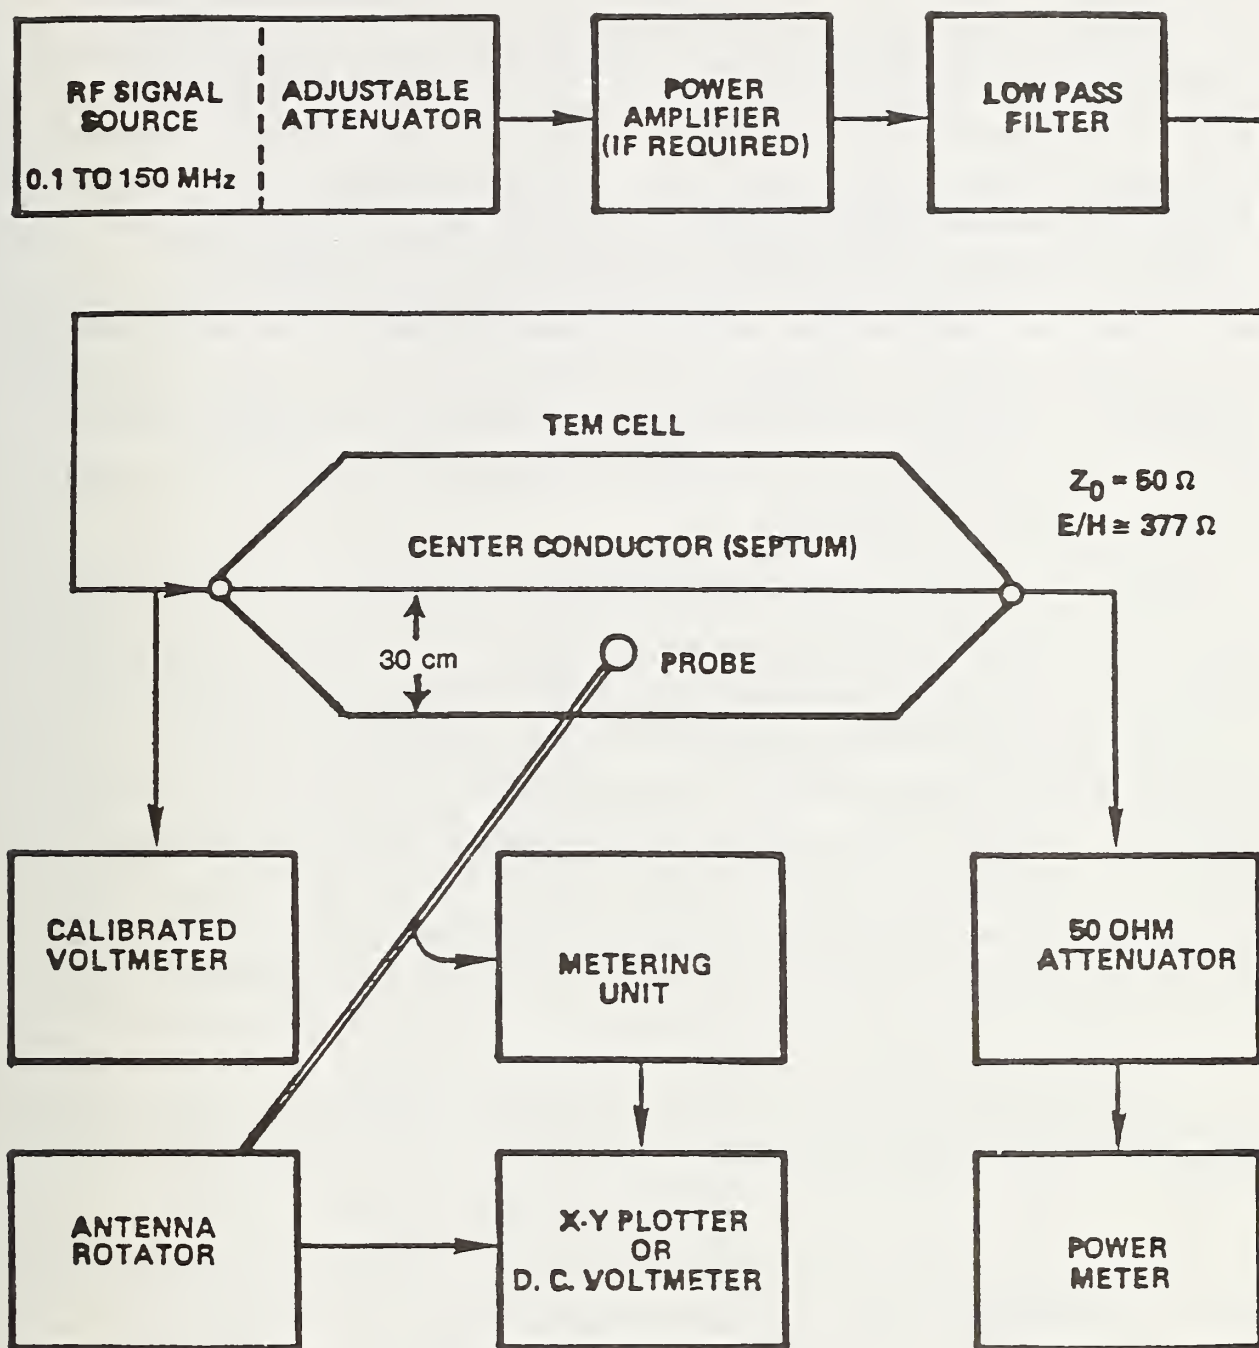 RF SIGNAL
SOURCE
0.1 TO 150 MHz
ADJUSTABLE
ATTENUATOR
POWER
AMPLIFIER
(IF REQUIRED)
LOW PASS
FILTER
TEM CELL
Z0 = 50 Ω
E/H ≅ 377 Ω
CENTER CONDUCTOR (SEPTUM)
30 cm
PROBE
CALIBRATED
VOLTMETER
METERING
UNIT
50 OHM
ATTENUATOR
ANTENNA
ROTATOR
X-Y PLOTTER
OR
D. C. VOLTMETER
POWER
METER